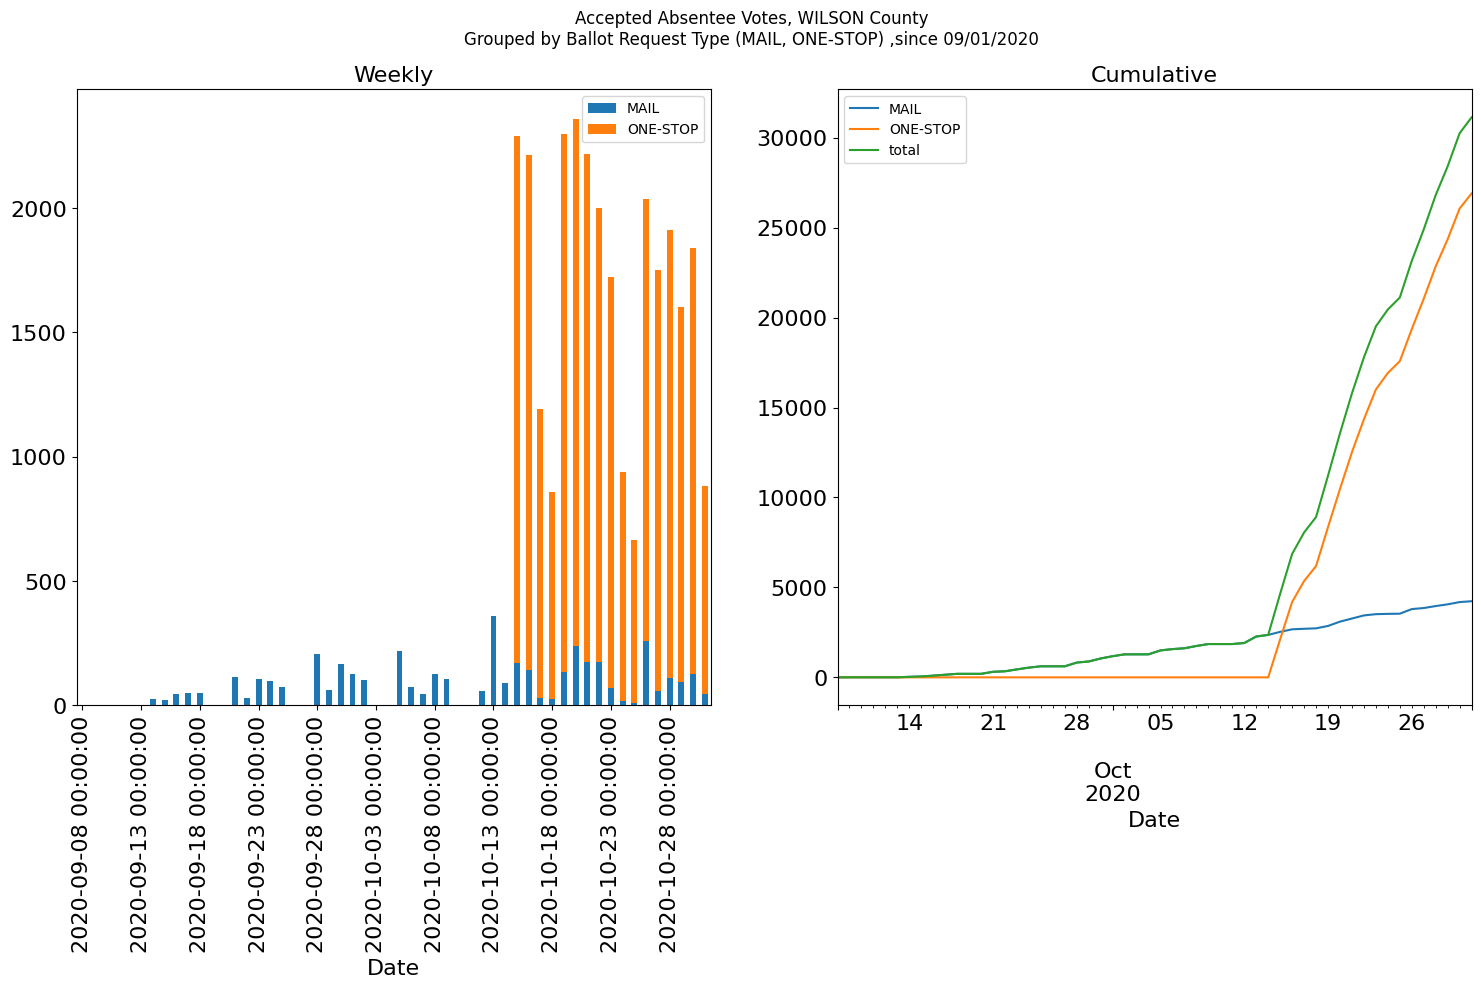 Accepted Absentee Votes, WILSON County
Grouped by Ballot Request Type (MAIL, ONE-STOP) ,since 09/01/2020
Weekly
MAIL
ONE-STOP
2000
1500
1000
500
0
2020-09-08 00:00:00
2020-09-13 00:00:00
2020-09-18 00:00:00
2020-09-23 00:00:00
2020-09-28 00:00:00
2020-10-03 00:00:00
2020-10-08 00:00:00
2020-10-13 00:00:00
2020-10-18 00:00:00
2020-10-23 00:00:00
2020-10-28 00:00:00
Date
Cumulative
MAIL
ONE-STOP
total
30000
25000
20000
15000
10000
5000
0
14 21 28 05 12 19 26
Oct
2020
Date